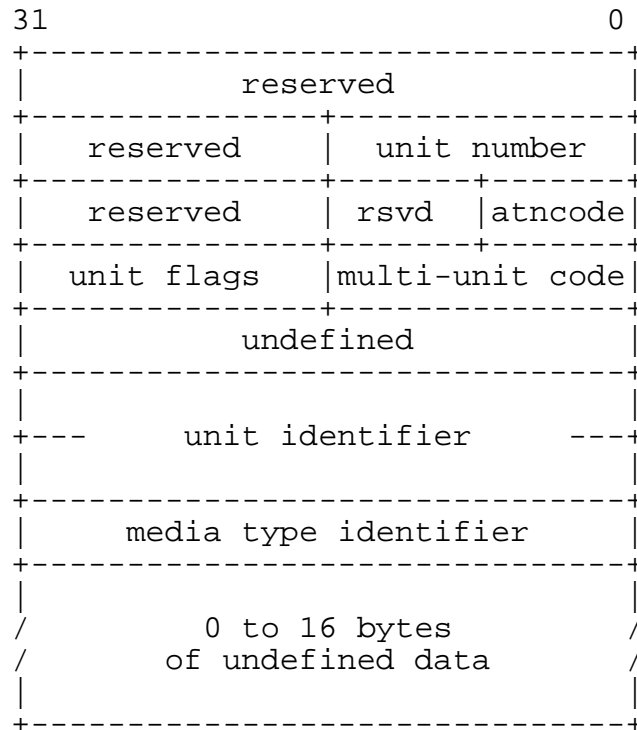 31 0
reserved
reserved unit number
reserved rsvd atncode
unit flags multi-unit code
undefined
unit identifier
media type identifier
0 to 16 bytes
of undefined data